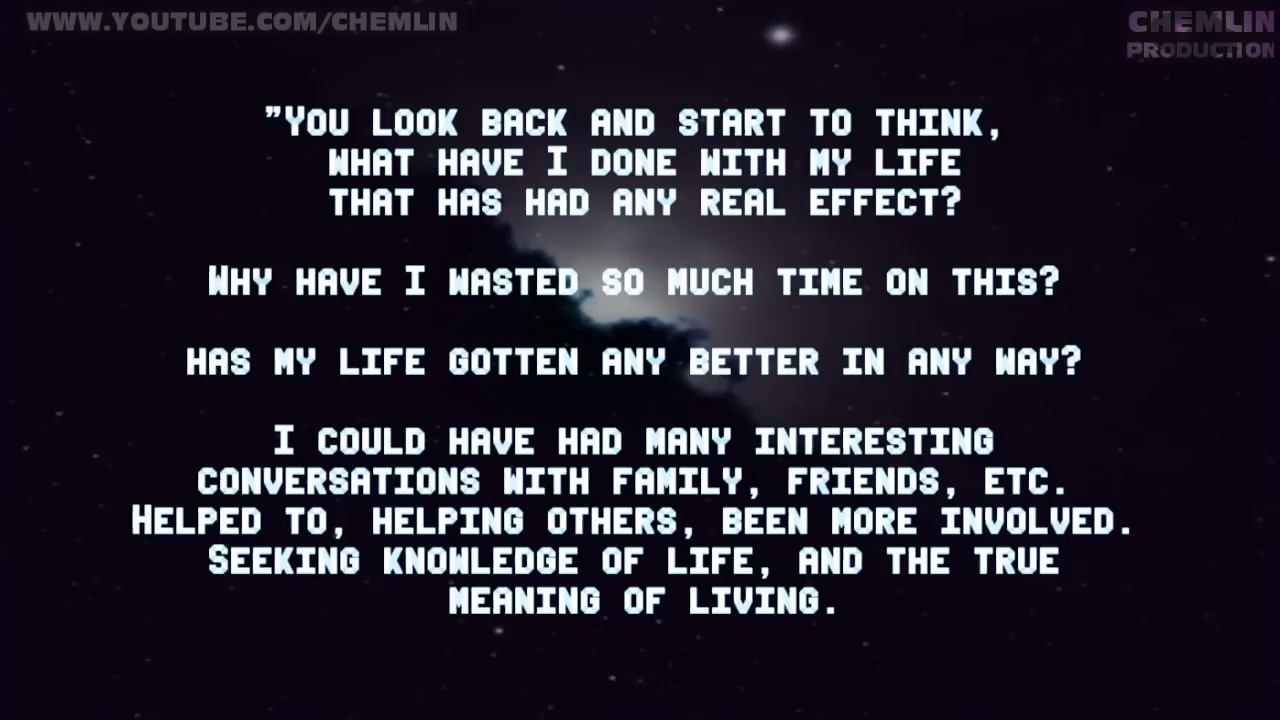 WWW.YOUTUBE.COM/CHEMLIN
CHEMLIN
PRODUCTION
"You look back and start to think,
what have I done with my life
that has had any real effect?
Why have I wasted so much time on this?
has my life gotten any better in any way?
I could have had many interesting
conversations with family, friends, etc.
Helped to, helping others, been more involved.
Seeking knowledge of life, and the true
meaning of living.